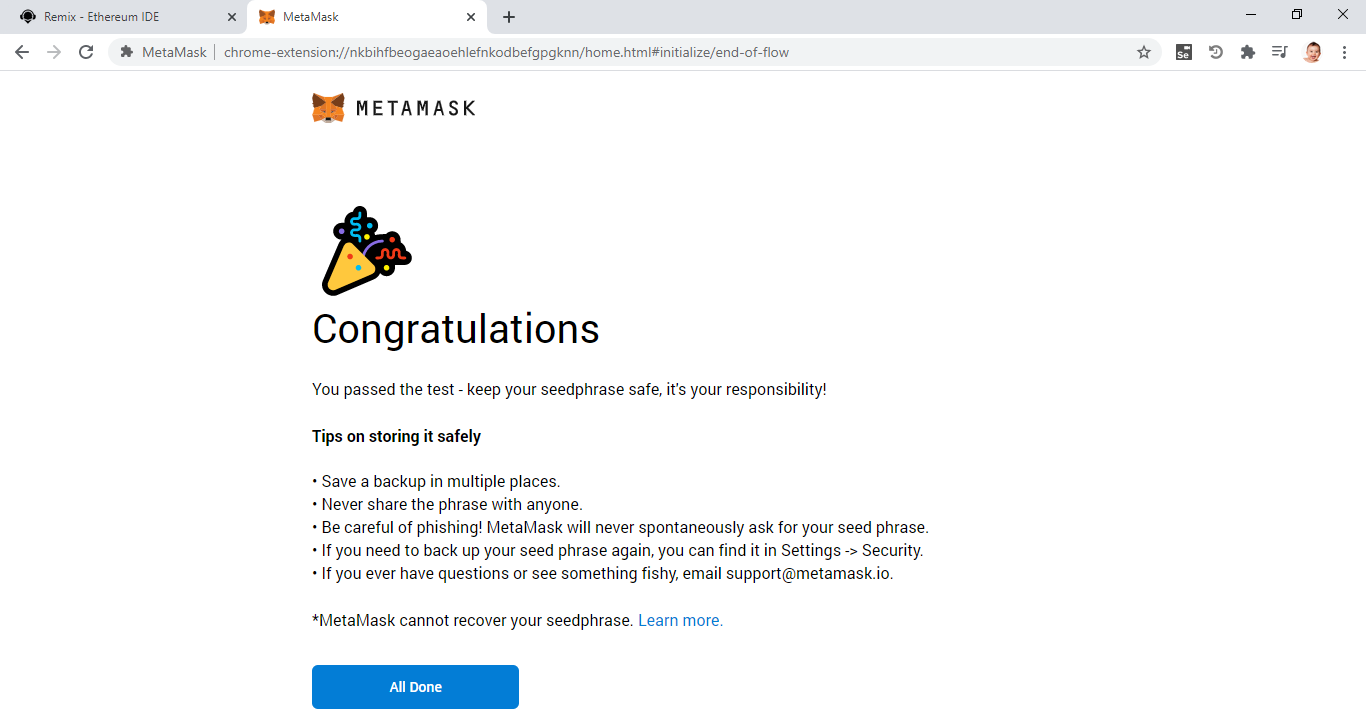 Remix - Ethereum IDE
MetaMask
MetaMask | chrome-extension://nkbihfbeogaeaoehlefnkodbefgpgknn/home.html#initialize/end-of-flow
Se
METAMASK
Congratulations
You passed the test - keep your seedphrase safe, it's your responsibility!
Tips on storing it safely
• Save a backup in multiple places.
• Never share the phrase with anyone.
• Be careful of phishing! MetaMask will never spontaneously ask for your seed phrase.
• If you need to back up your seed phrase again, you can find it in Settings -> Security.
• If you ever have questions or see something fishy, email support@metamask.io.
*MetaMask cannot recover your seedphrase. Learn more.
All Done